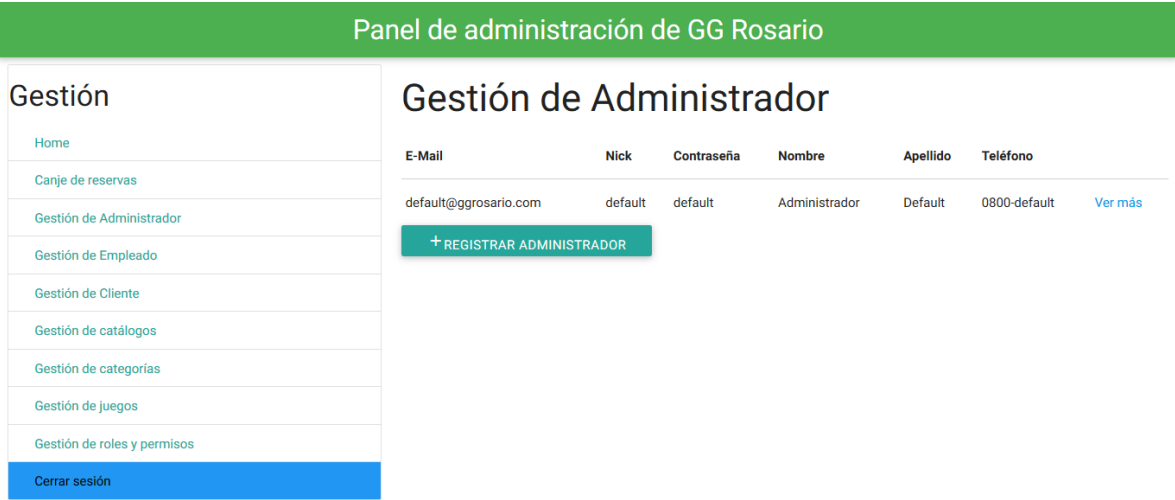 Panel de administración de GG Rosario
Gestión
Home
Canje de reservas
Gestión de Administrador
Gestión de Empleado
Gestión de Cliente
Gestión de catálogos
Gestión de categorías
Gestión de juegos
Gestión de roles y permisos
Cerrar sesión
Gestión de Administrador
E-Mail Nick Contraseña Nombre Apellido Teléfono
default@ggrosario.com default default Administrador Default 0800-default Ver más
+REGISTRAR ADMINISTRADOR